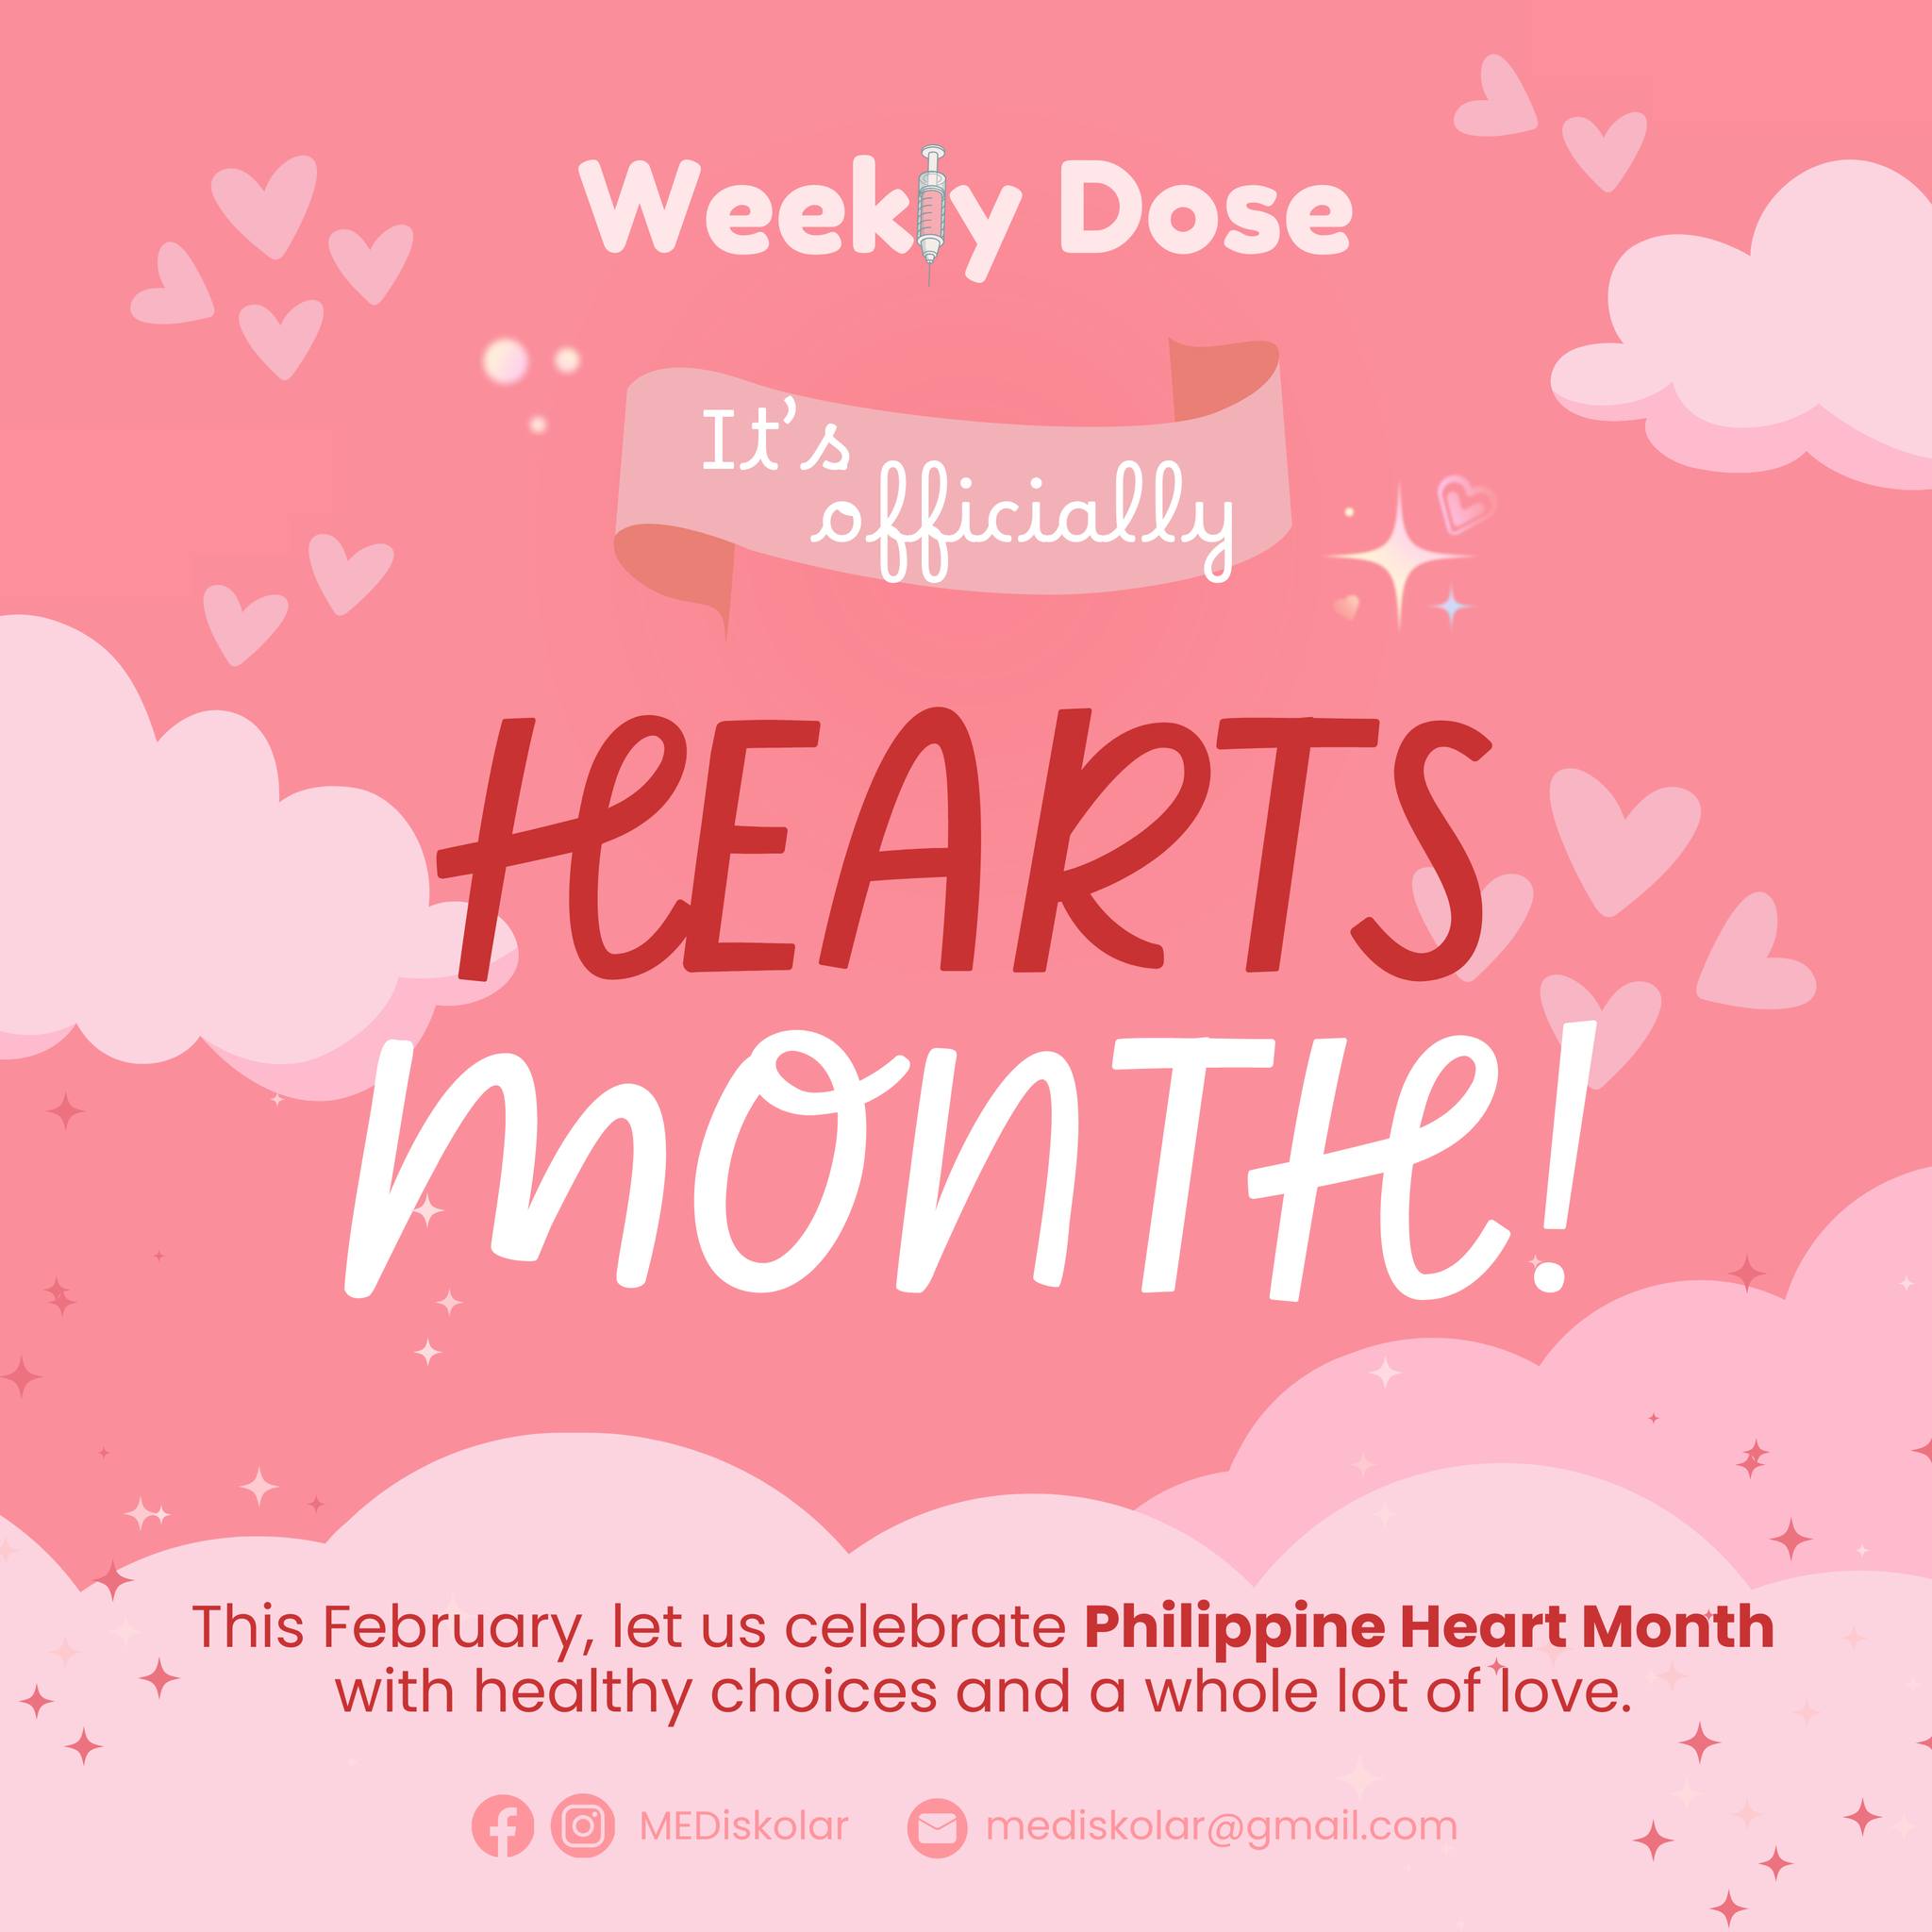 Weekly Dose
It's
officially
HEARTS
MONTH!
This February, let us celebrate Philippine Heart Month
with healthy choices and a whole lot of love.
MEDiskolar mediskolar@gmail.com